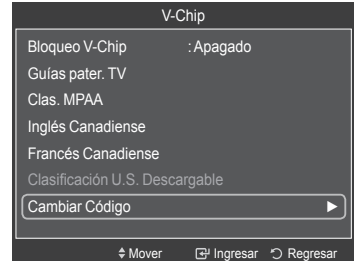 V-Chip
Bloqueo V-Chip : Apagado
Guías pater. TV
Clas. MPAA
Inglés Canadiense
Francés Canadiense
Clasificación U.S. Descargable
Cambiar Código
Mover Ingresar Regresar